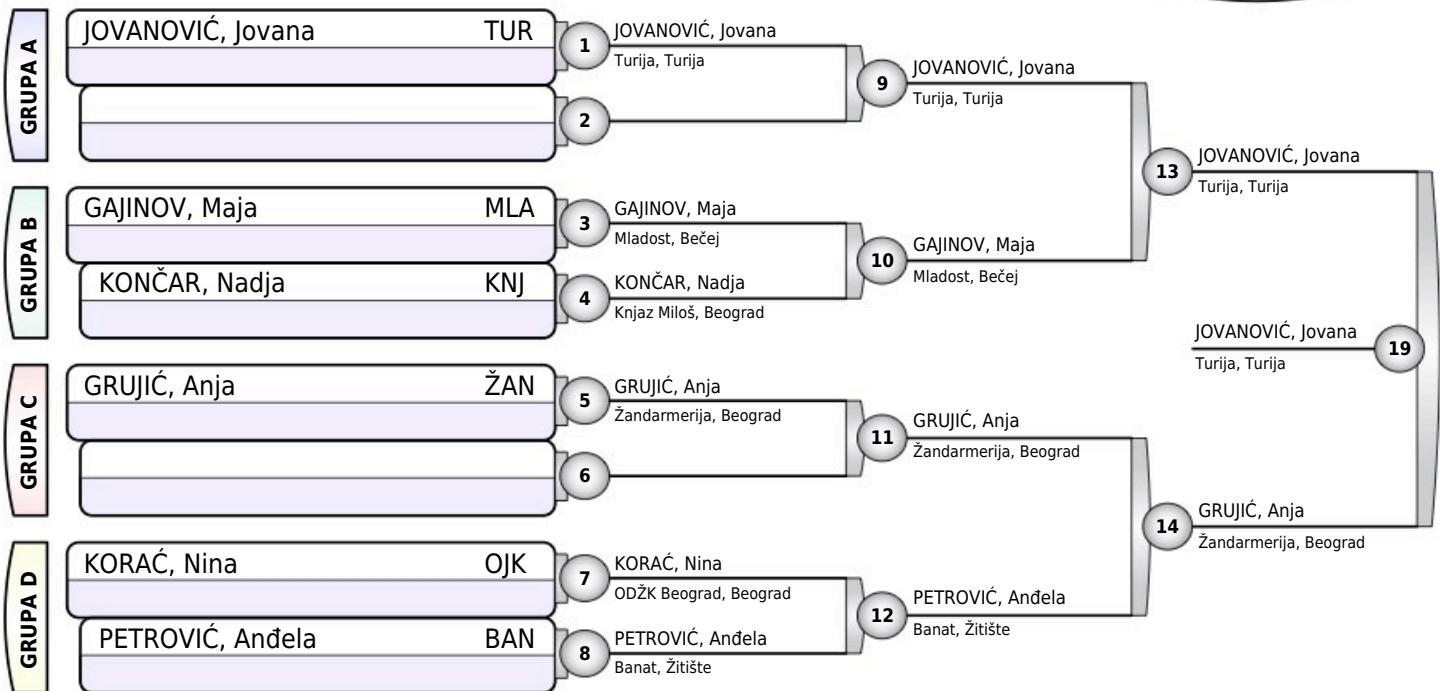 GRUPA A
JOVANOVIĆ, Jovana TUR
1
JOVANOVIĆ, Jovana
Turija, Turija
2
9
JOVANOVIĆ, Jovana
Turija, Turija
GRUPA B
GAJINOV, Maja MLA
3
GAJINOV, Maja
Mladost, Bečej
KONČAR, Nadja KNJ
4
KONČAR, Nadja
Knjaz Miloš, Beograd
10
GAJINOV, Maja
Mladost, Bečej
13
JOVANOVIĆ, Jovana
Turija, Turija
GRUPA C
GRUJIĆ, Anja ŽAN
5
GRUJIĆ, Anja
Žandarmerija, Beograd
6
11
GRUJIĆ, Anja
Žandarmerija, Beograd
GRUPA D
KORAĆ, Nina OJK
7
KORAĆ, Nina
ODŽK Beograd, Beograd
PETROVIĆ, Anđela BAN
8
PETROVIĆ, Anđela
Banat, Žitište
12
PETROVIĆ, Anđela
Banat, Žitište
14
GRUJIĆ, Anja
Žandarmerija, Beograd
JOVANOVIĆ, Jovana
Turija, Turija
19